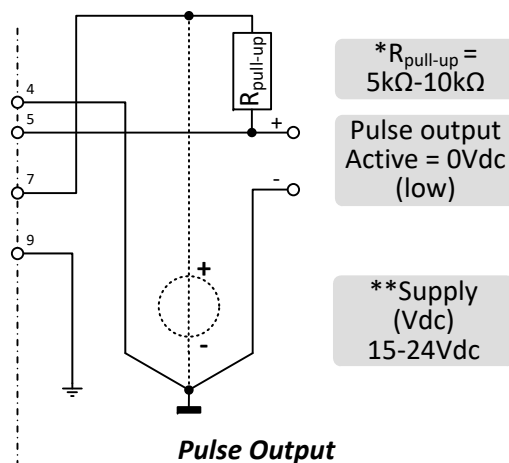 4
5
7
9
R pull-up
+
-
+
-
*Rpull-up =
5kΩ-10kΩ
Pulse output
Active = 0Vdc
(low)
**Supply
(Vdc)
15-24Vdc
Pulse Output